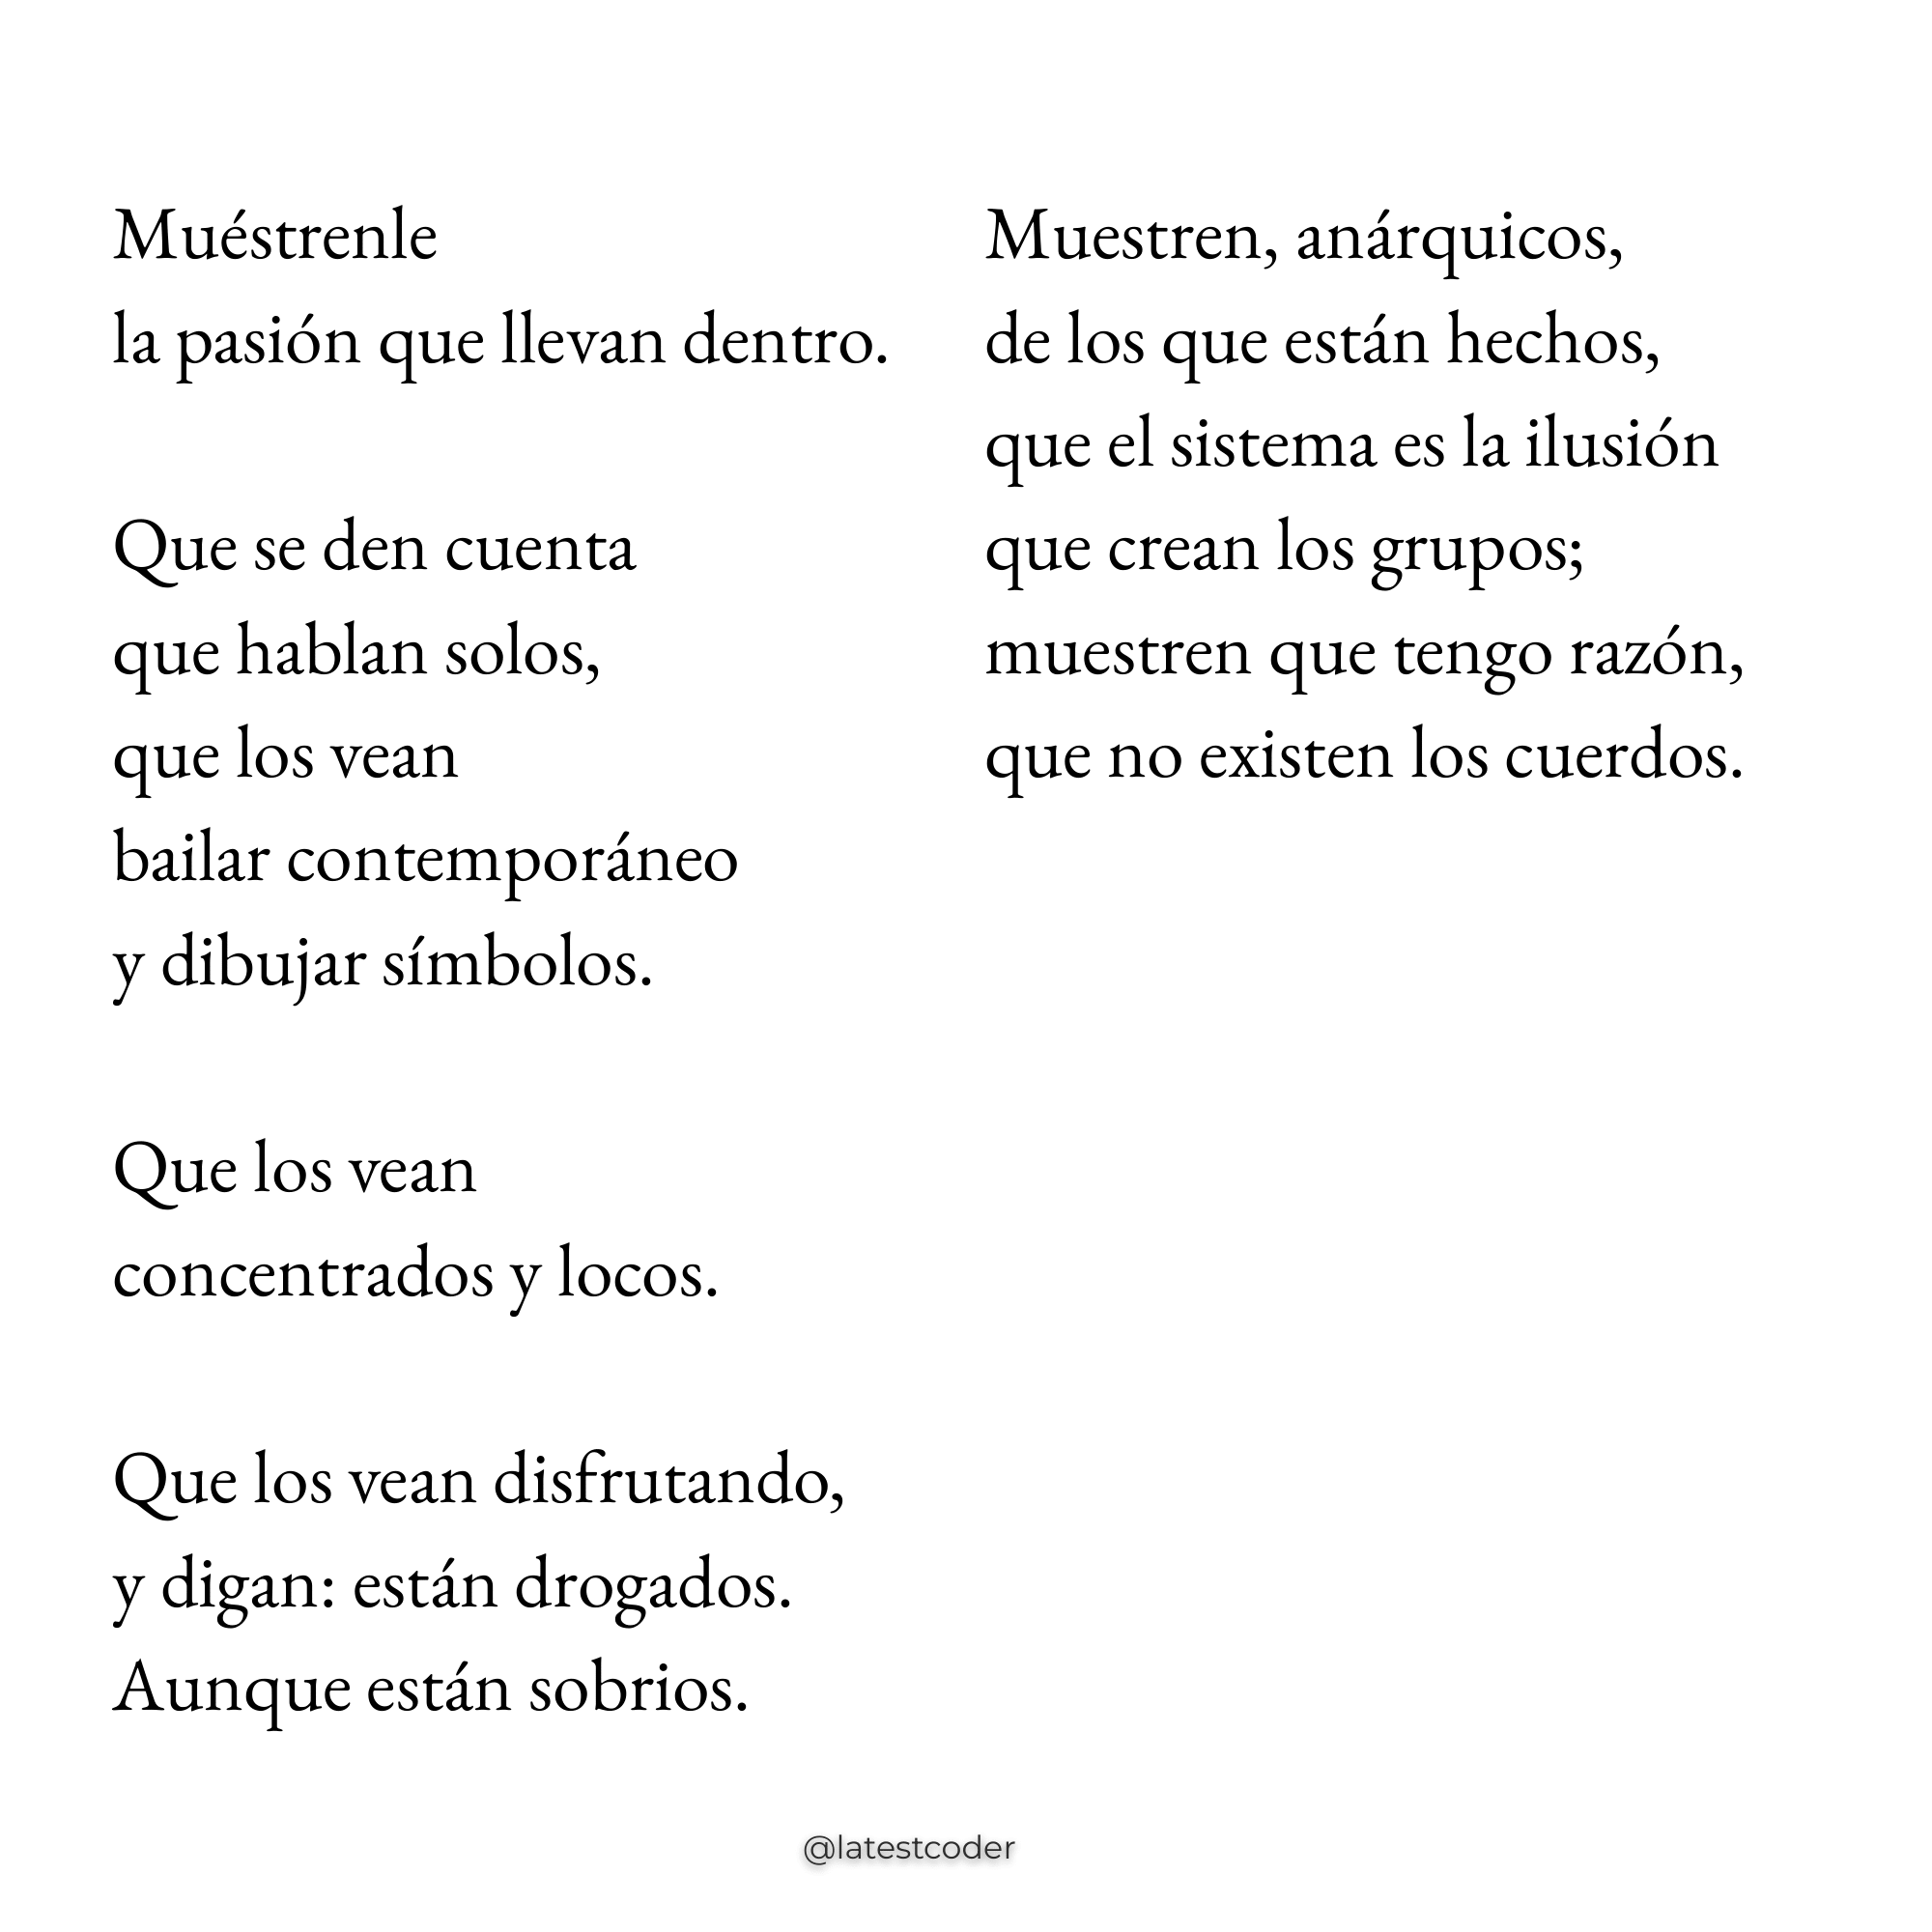 Muéstrenle
la pasión que llevan dentro.
Que se den cuenta
que hablan solos,
que los vean
bailar contemporáneo
y dibujar símbolos.
Que los vean
concentrados y locos.
Que los vean disfrutando,
y digan: están drogados.
Aunque están sobrios.
Muestren, anárquicos,
de los que están hechos,
que el sistema es la ilusión
que crean los grupos;
muestren que tengo razón,
que no existen los cuerdos.
@latestcoder